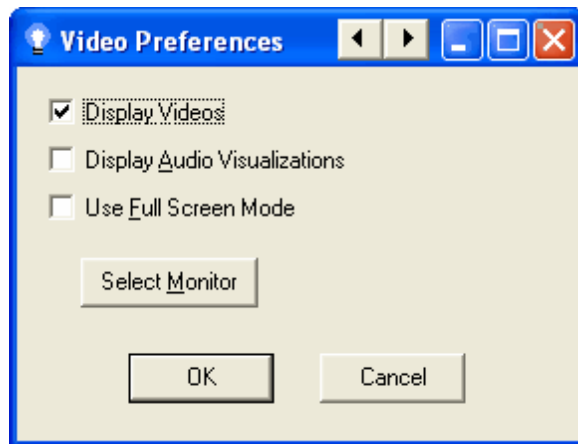 Video Preferences
Display Videos
Display Audio Visualizations
Use Full Screen Mode
Select Monitor
OK Cancel